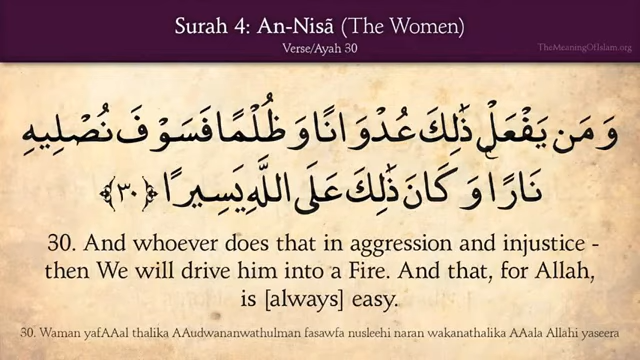 Surah 4: An-Nisã (The Women)
Verse/Ayah 30
TheMeaningOfIslam.org
وَمَن يَفْعَلْ ذَٰلِكَ عُدْوَانًا وَظُلْمًا فَسَوْفَ نُصْلِيهِ
نَارًا ۚ وَكَانَ ذَٰلِكَ عَلَى اللَّهِ يَسِيرًا ﴿٣٠﴾
30. And whoever does that in aggression and injustice -
then We will drive him into a Fire. And that, for Allah,
is [always] easy.
30. Waman yafAAal thalika AAudwananwathulman fasawfa nusleehi naran wakanathalika AAala Allahi yaseera